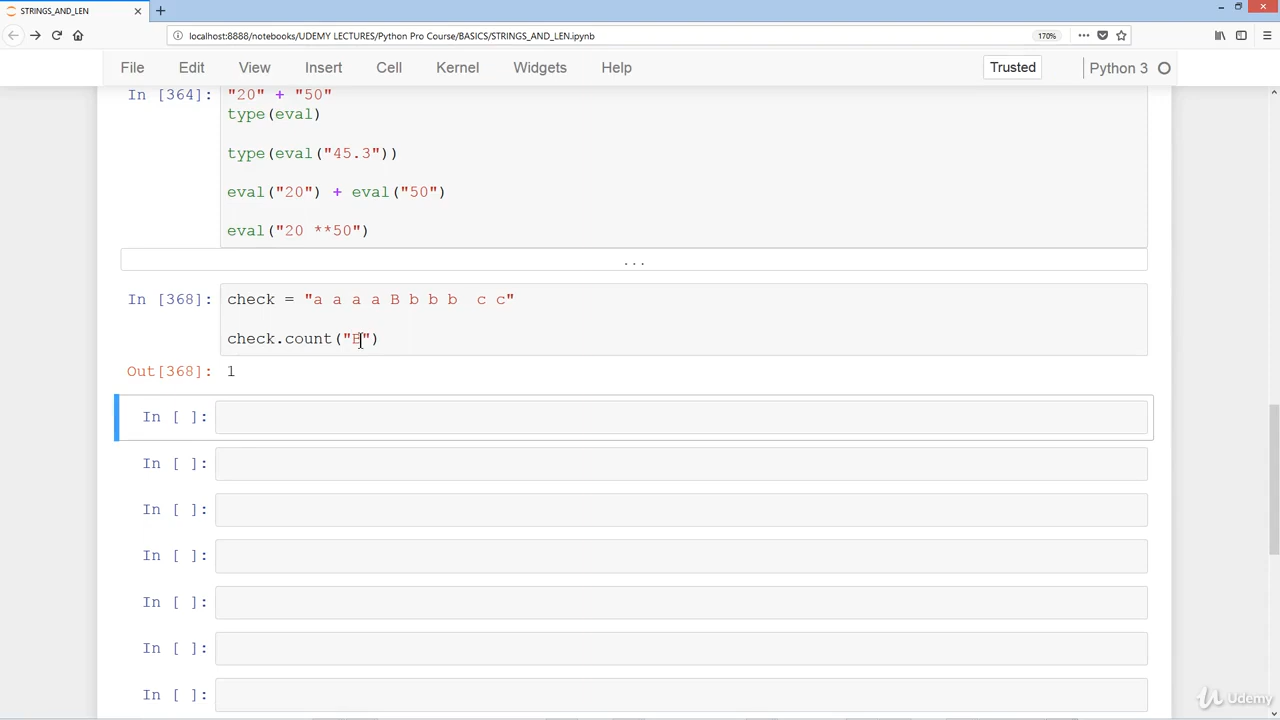 STRINGS_AND_LEN
localhost:8888/notebooks/UDEMY LECTURES/Python Pro Course/BASICS/STRINGS_AND_LEN.ipynb
170%
File Edit View Insert Cell Kernel Widgets Help
Trusted
Python 3
In [364]: "20" + "50"
type(eval)
type(eval("45.3"))
eval("20") + eval("50")
eval("20 **50")
...
In [368]: check = "a a a a B b b b  c c"
check.count("B")
Out[368]: 1
In [ ]:
In [ ]:
In [ ]:
In [ ]:
In [ ]:
In [ ]:
In [ ]:
Udemy